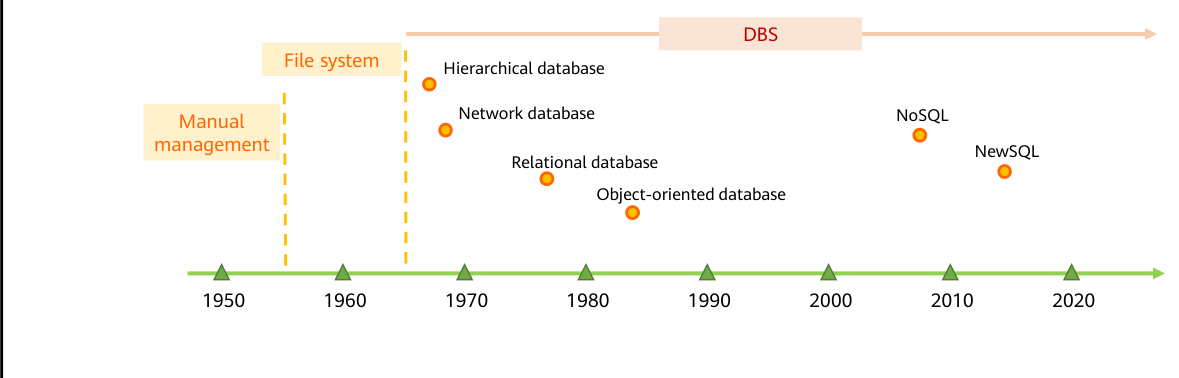 DBS
File system
Hierarchical database
Manual
management
Network database
NoSQL
NewSQL
Relational database
Object-oriented database
1950
1960
1970
1980
1990
2000
2010
2020